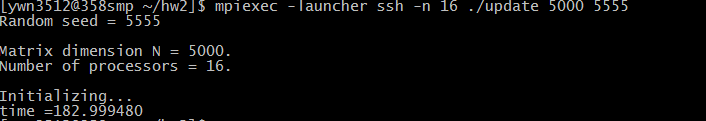 [ywn3512@358smp ~/hw2]$ mpiexec -launcher ssh -n 16 ./update 5000 5555
Random seed = 5555
Matrix dimension N = 5000.
Number of processors = 16.
Initializing...
time =182.999480